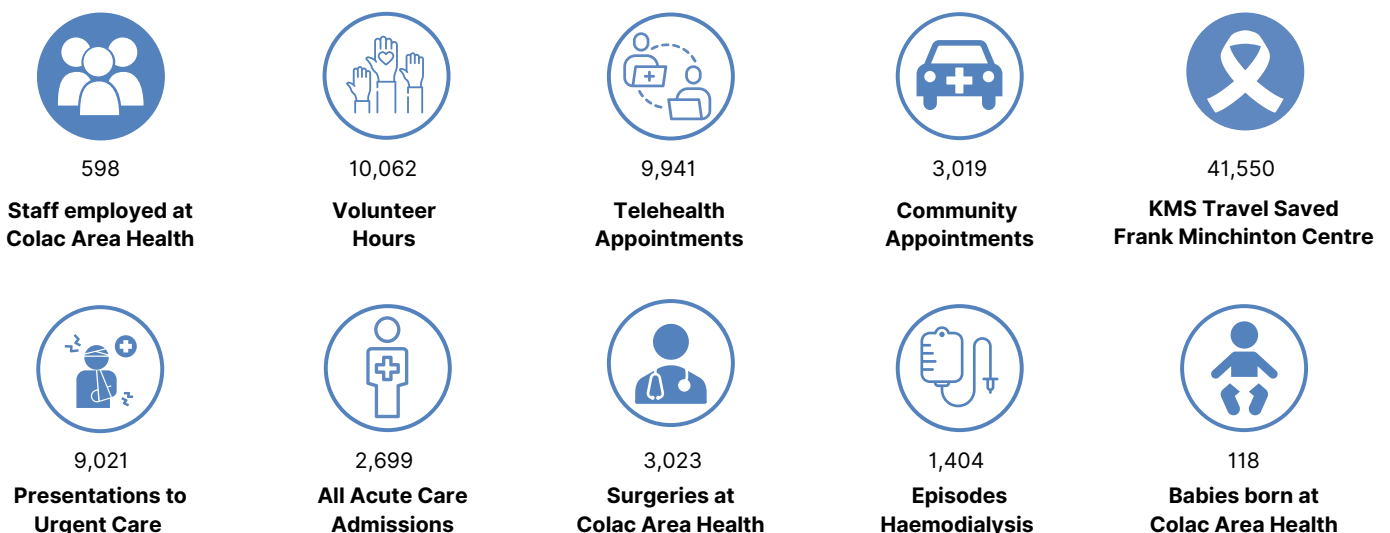 598
Staff employed at
Colac Area Health
10,062
Volunteer
Hours
9,941
Telehealth
Appointments
3,019
Community
Appointments
41,550
KMS Travel Saved
Frank Minchinton Centre
9,021
Presentations to
Urgent Care
2,699
All Acute Care
Admissions
3,023
Surgeries at
Colac Area Health
1,404
Episodes
Haemodialysis
118
Babies born at
Colac Area Health